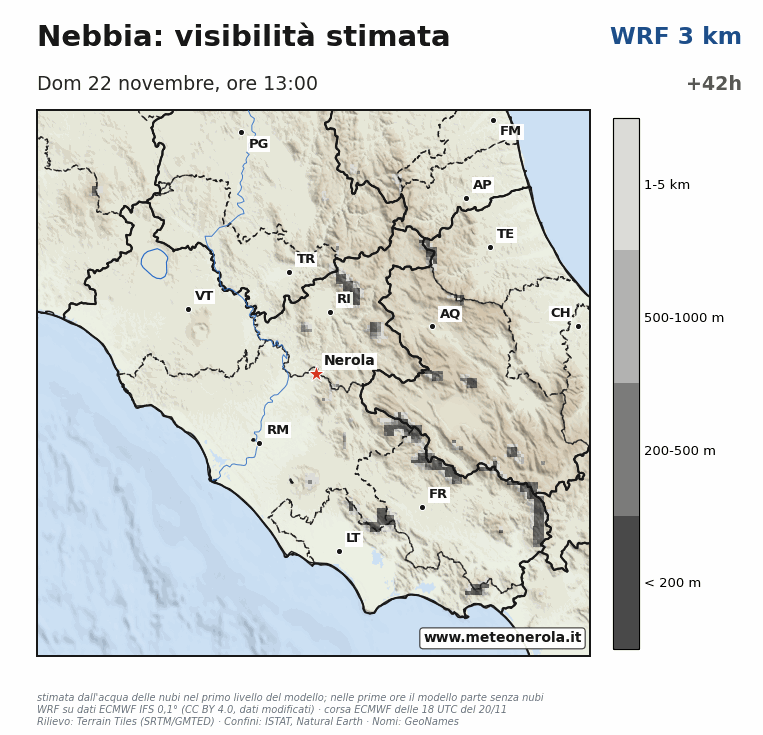 Nebbia: visibilità stimata
WRF 3 km
Dom 22 novembre, ore 13:00
+42h
FM
PG
AP
TE
TR
VT
RI
AQ
CH
Nerola
RM
FR
LT
1-5 km
500-1000 m
200-500 m
< 200 m
www.meteonerola.it
stimata dall'acqua delle nubi nel primo livello del modello; nelle prime ore il modello parte senza nubi
WRF su dati ECMWF IFS 0,1° (CC BY 4.0, dati modificati) · corsa ECMWF delle 18 UTC del 20/11
Rilievo: Terrain Tiles (SRTM/GMTED) · Confini: ISTAT, Natural Earth · Nomi: GeoNames